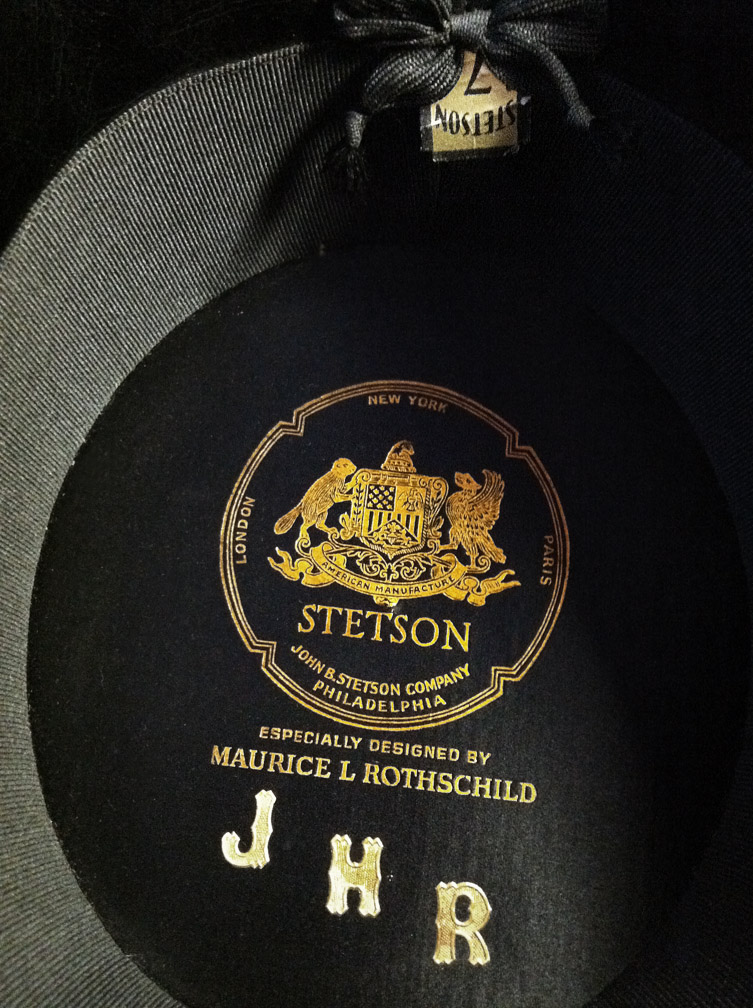 7
STETSON
NEW YORK
LONDON
PARIS
AMERICAN MANUFACTURE
STETSON
JOHN B. STETSON COMPANY
PHILADELPHIA
ESPECIALLY DESIGNED BY
MAURICE L ROTHSCHILD
J H R